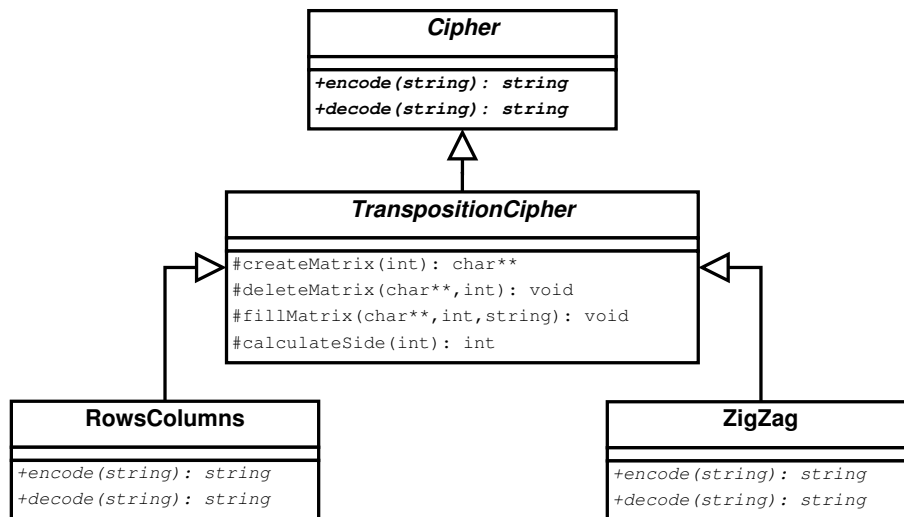 Cipher
+encode(string): string
+decode(string): string
TranspositionCipher
#createMatrix(int): char**
#deleteMatrix(char**,int): void
#fillMatrix(char**,int,string): void
#calculateSide(int): int
RowsColumns
+encode(string): string
+decode(string): string
ZigZag
+encode(string): string
+decode(string): string